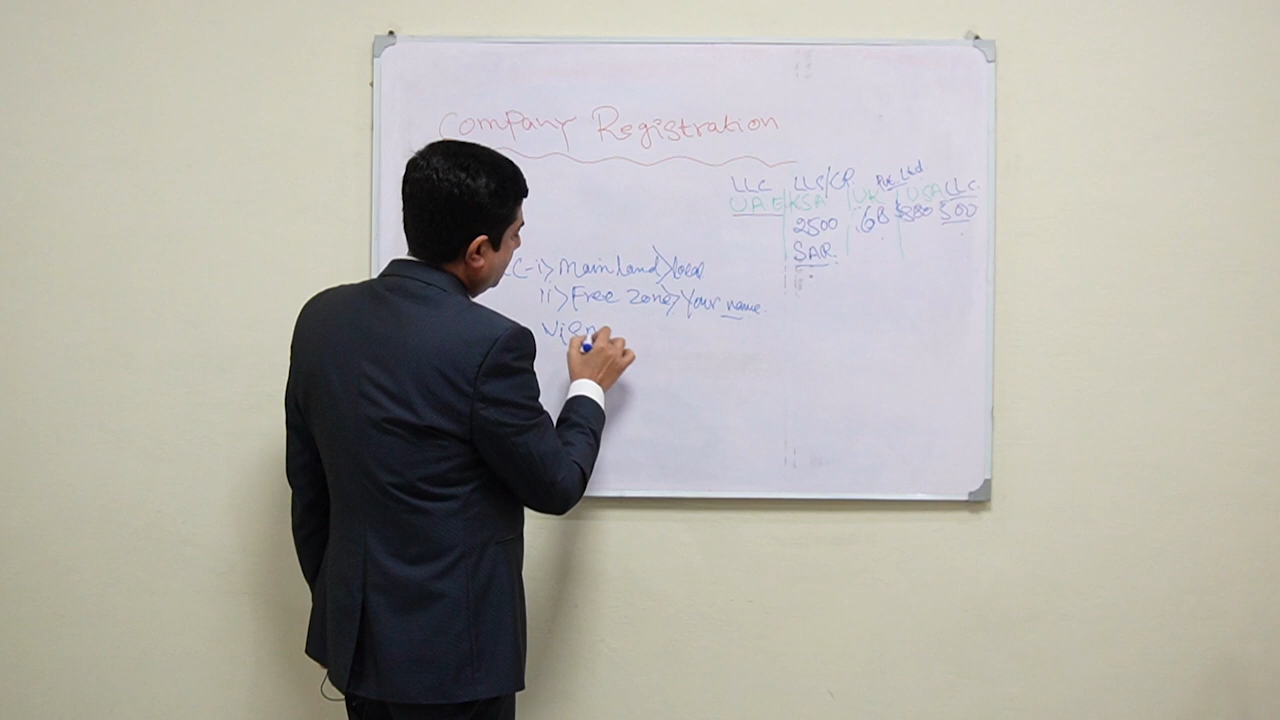 Company Registration
LLC LLC/CR Pvt. Ltd LLC.
UAE KSA UK USA
2500 68 $380 500
SAR.
C-i> Mainland> Local
ii> Free Zone> Your name.
Vien